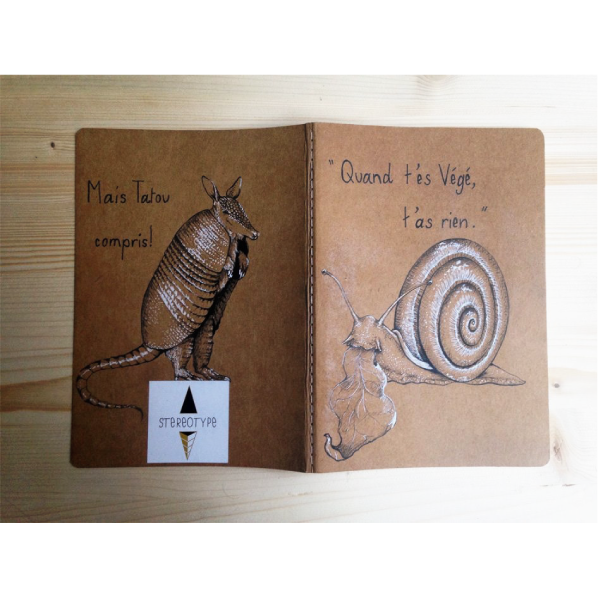 Mais Tatou
compris!
STEREOTYPE
"Quand t'es Végé,
t'as rien."